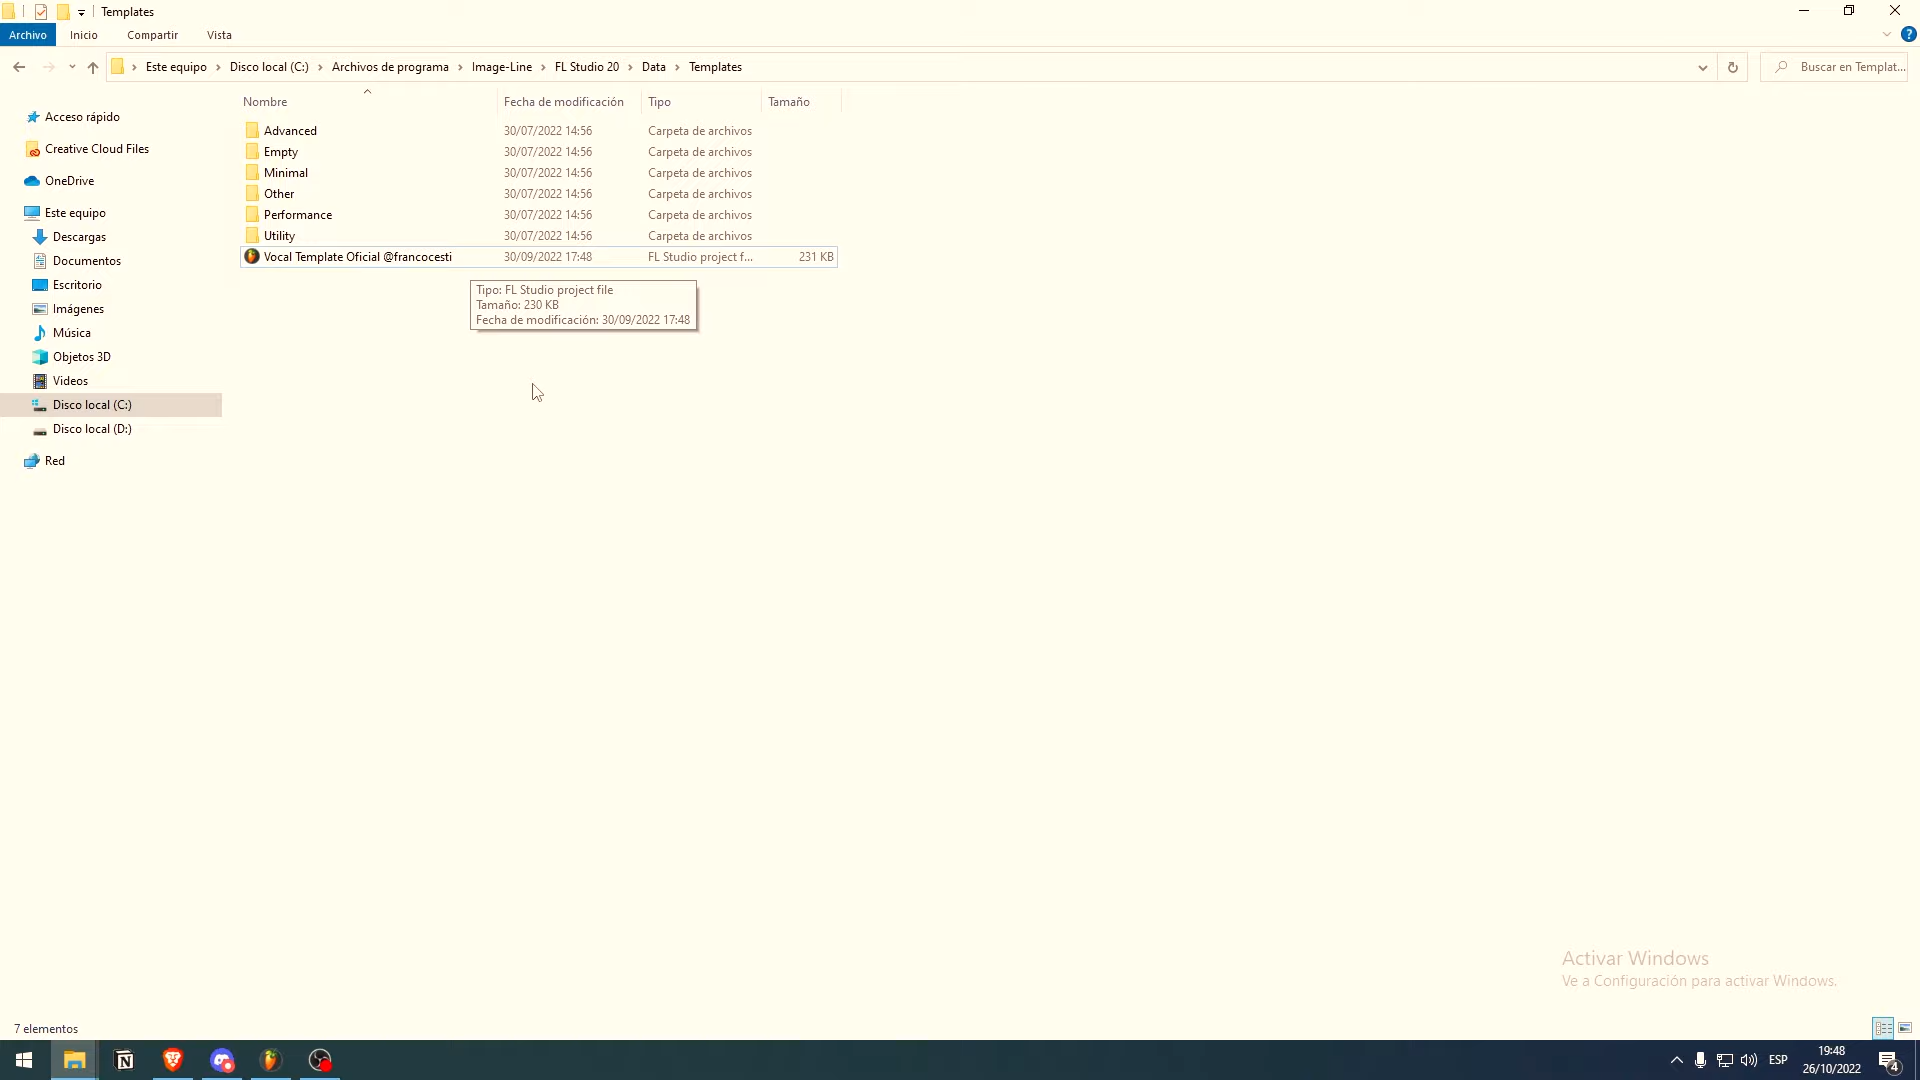 Templates
Archivo Inicio Compartir Vista
Este equipo Disco local (C:) Archivos de programa Image-Line FL Studio 20 Data Templates
Buscar en Templat...
Nombre Fecha de modificación Tipo Tamaño
Acceso rápido
Creative Cloud Files
OneDrive
Este equipo
Descargas
Documentos
Escritorio
Imágenes
Música
Objetos 3D
Videos
Disco local (C:)
Disco local (D:)
Red
Advanced 30/07/2022 14:56 Carpeta de archivos
Empty 30/07/2022 14:56 Carpeta de archivos
Minimal 30/07/2022 14:56 Carpeta de archivos
Other 30/07/2022 14:56 Carpeta de archivos
Performance 30/07/2022 14:56 Carpeta de archivos
Utility 30/07/2022 14:56 Carpeta de archivos
Vocal Template Oficial @francocesti 30/09/2022 17:48 FL Studio project f... 231 KB
Tipo: FL Studio project file
Tamaño: 230 KB
Fecha de modificación: 30/09/2022 17:48
Activar Windows
Ve a Configuración para activar Windows.
7 elementos
ESP
19:48
26/10/2022
4